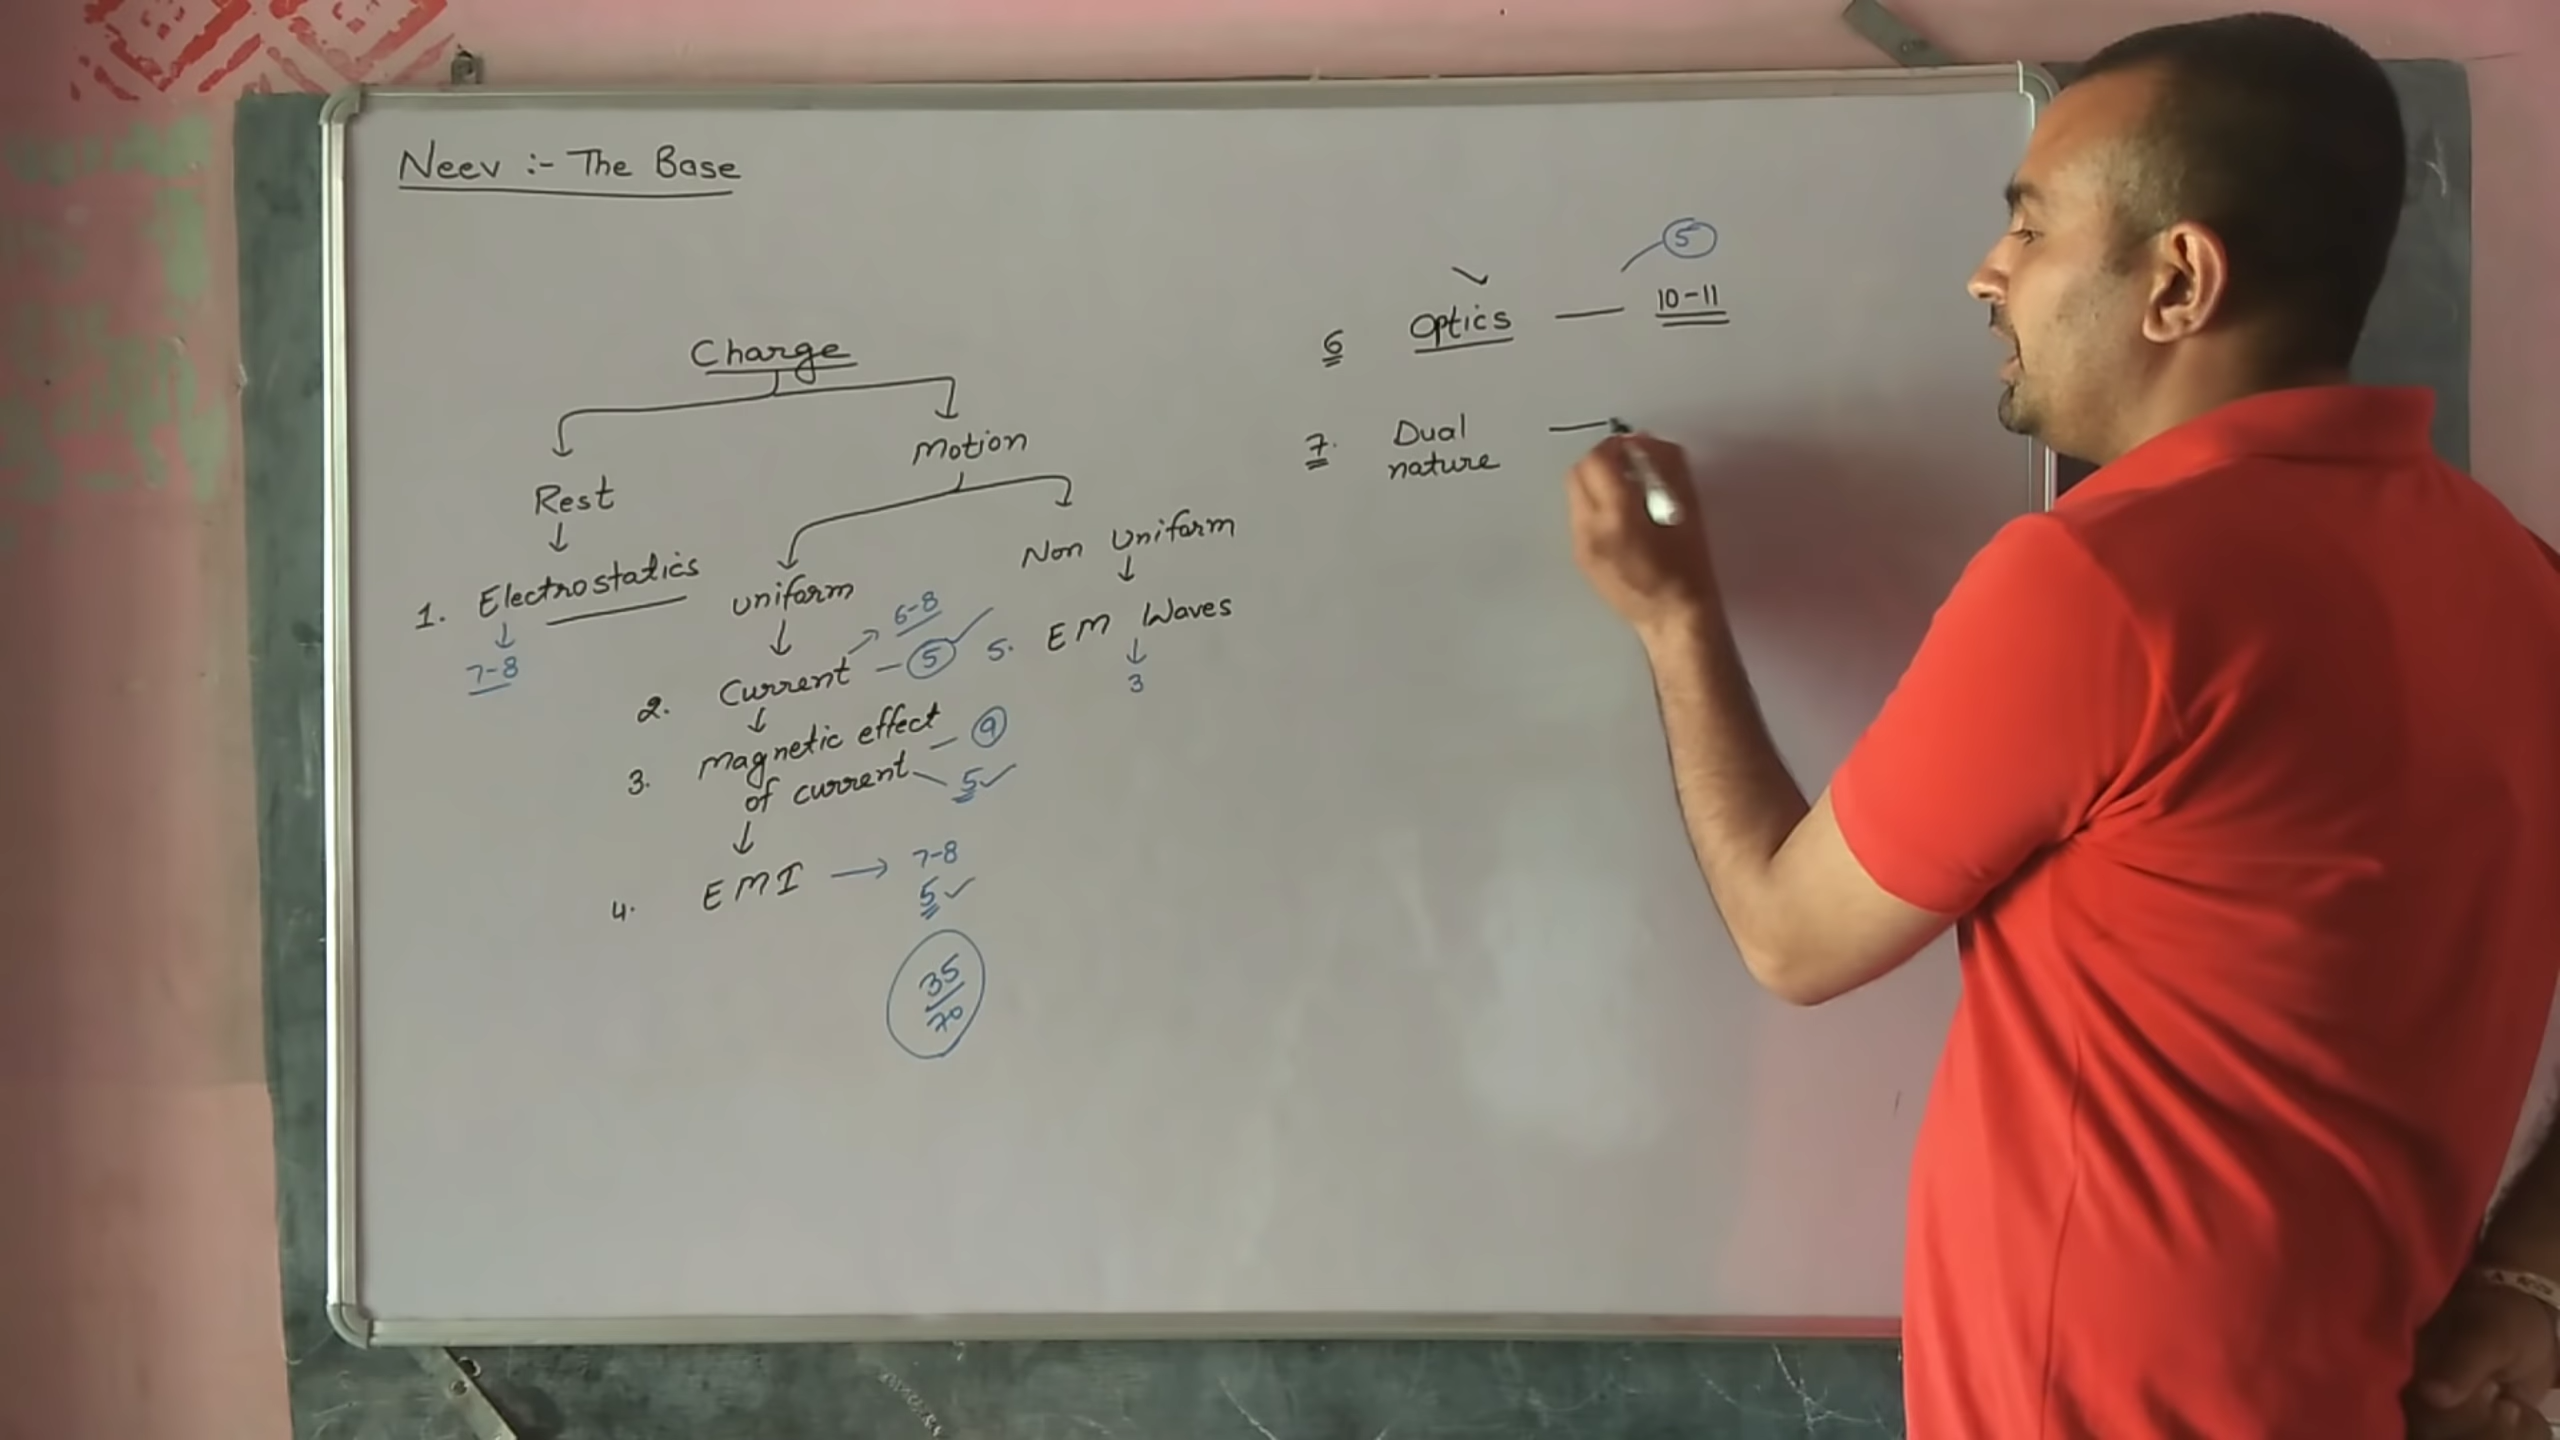 Neev :- The Base
Charge
Rest
Motion
1. Electrostatics
7-8
uniform
Non Uniform
2. Current - 5
6-8
5. EM Waves
3
3. Magnetic effect - 9
of current 5 ✓
4. EMI → 7-8
5 ✓
35/70
5
6 Optics — 10-11
7. Dual —
nature